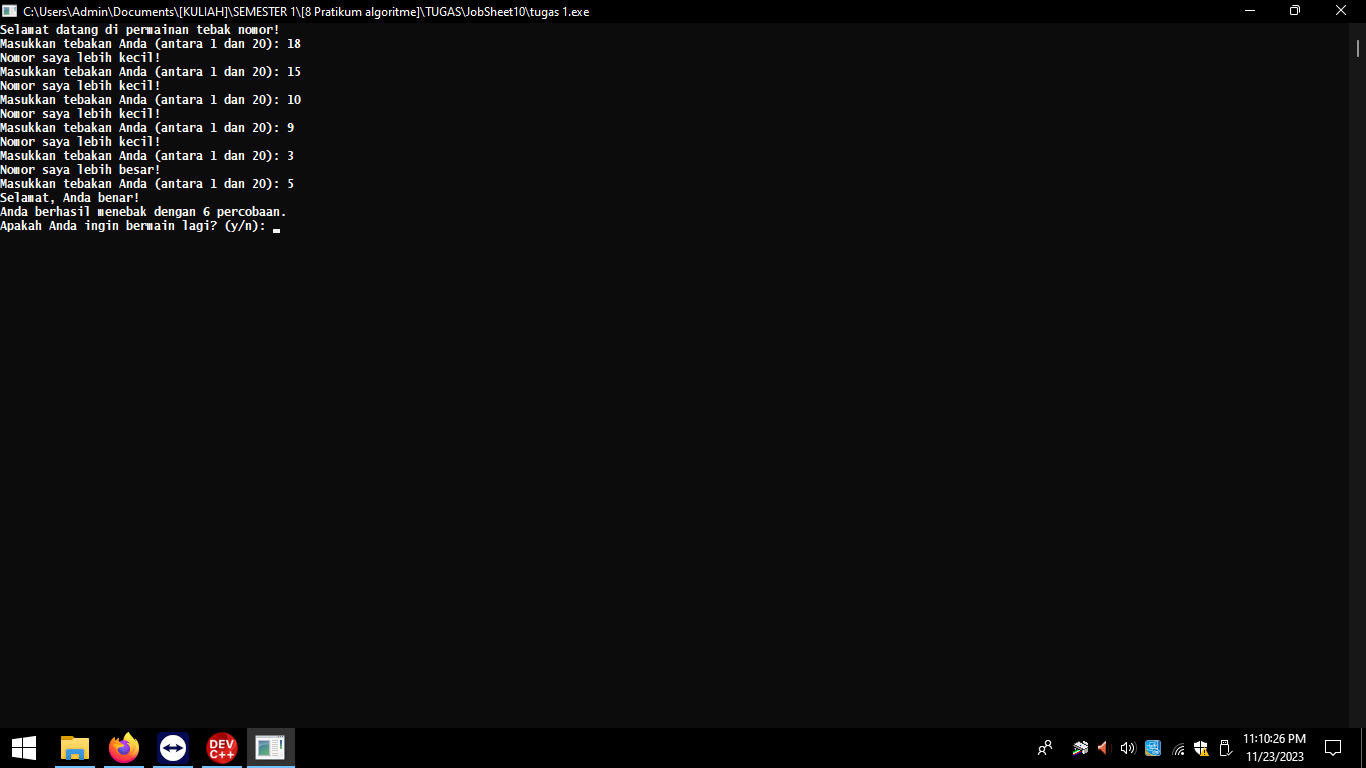 C:\Users\Admin\Documents\[KULIAH]\SEMESTER 1\[8 Pratikum algoritme]\TUGAS\JobSheet10\tugas 1.exe
Selamat datang di permainan tebak nomor!
Masukkan tebakan Anda (antara 1 dan 20): 18
Nomor saya lebih kecil!
Masukkan tebakan Anda (antara 1 dan 20): 15
Nomor saya lebih kecil!
Masukkan tebakan Anda (antara 1 dan 20): 10
Nomor saya lebih kecil!
Masukkan tebakan Anda (antara 1 dan 20): 9
Nomor saya lebih kecil!
Masukkan tebakan Anda (antara 1 dan 20): 3
Nomor saya lebih besar!
Masukkan tebakan Anda (antara 1 dan 20): 5
Selamat, Anda benar!
Anda berhasil menebak dengan 6 percobaan.
Apakah Anda ingin bermain lagi? (y/n):
DEV
C++
11:10:26 PM
11/23/2023